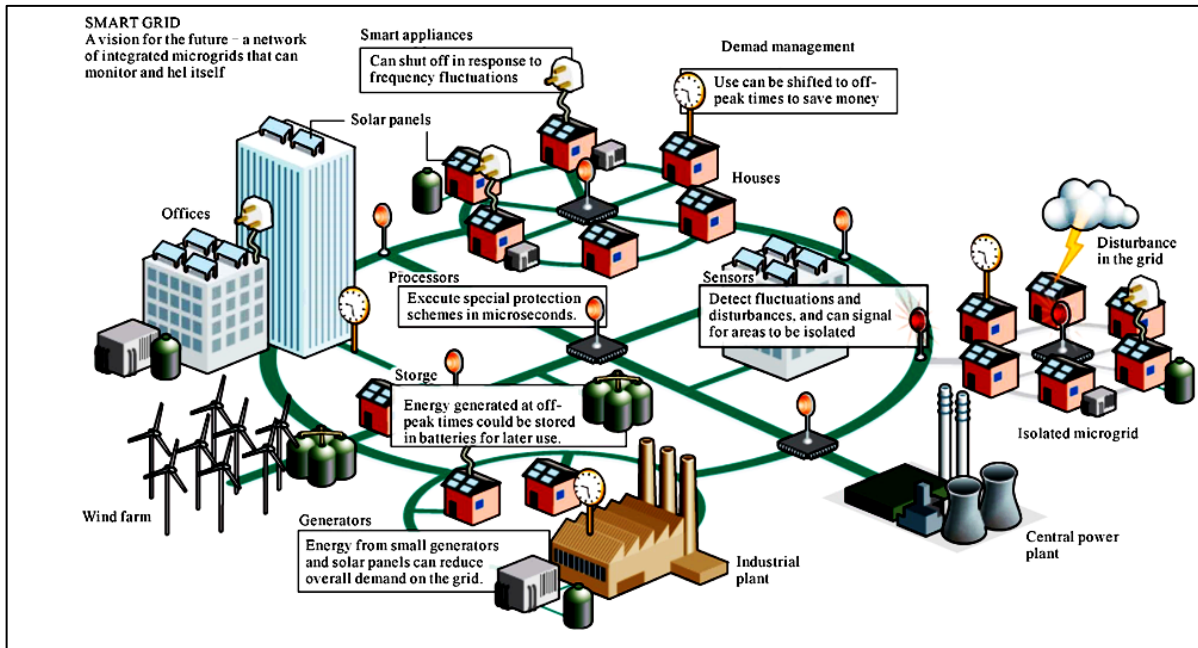 SMART GRID
A vision for the future – a network
of integrated microgrids that can
monitor and hel itself
Smart appliances
Can shut off in response to
frequency fluctuations
Demad management
Use can be shifted to off-
peak times to save money
Solar panels
Houses
Offices
Disturbance
in the grid
Processors
Execute special protection
schemes in microseconds.
Sensors
Detect fluctuations and
disturbances, and can signal
for areas to be isolated
Storge
Energy generated at off-
peak times could be stored
in batteries for later use.
Isolated microgrid
Wind farm
Generators
Energy from small generators
and solar panels can reduce
overall demand on the grid.
Industrial
plant
Central power
plant